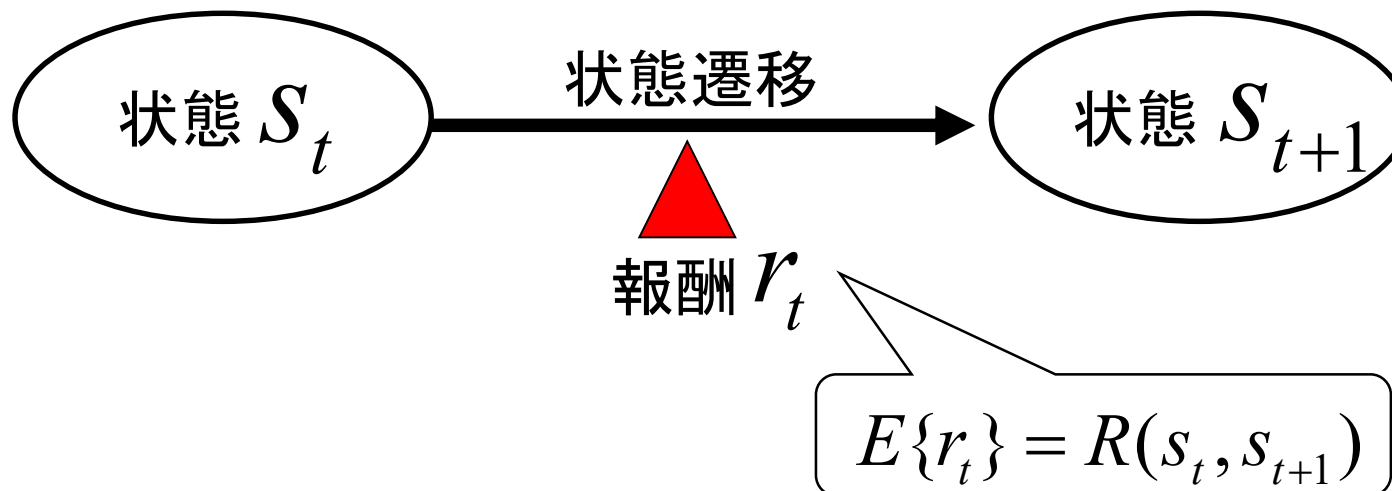 状態遷移
状態 s_t
状態 s_{t+1}
報酬 r_t
E{r_t} = R(s_t, s_{t+1})